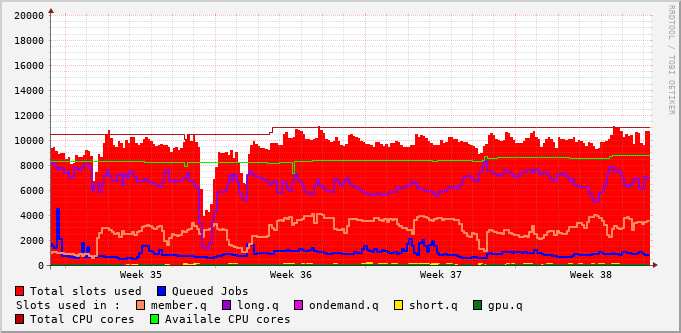 20000
18000
16000
14000
12000
10000
8000
6000
4000
2000
0
Week 35 Week 36 Week 37 Week 38
RRDTOOL / TOBI OETIKER
Total slots used Queued Jobs
Slots used in : member.q long.q ondemand.q short.q gpu.q
Total CPU cores Availale CPU cores